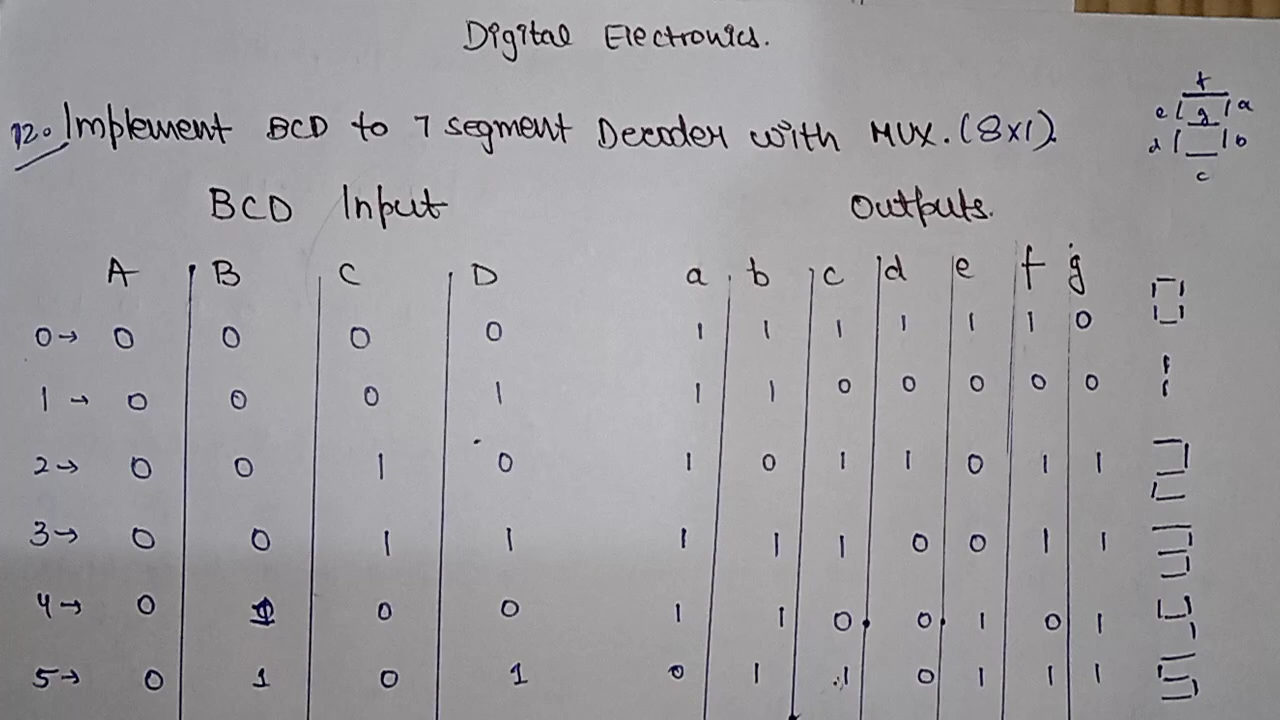 Digital Electronics.
12. Implement BCD to 7 segment Decoder with MUX. (8x1).
f
e g a
d b
c
BCD Input Outputs.
A B C D a b c d e f g
0→ 0 0 0 0 1 1 1 1 1 1 0
1→ 0 0 0 1 1 1 0 0 0 0 0
2→ 0 0 1 0 1 0 1 1 0 1 1
3→ 0 0 1 1 1 1 1 0 0 1 1
4→ 0 1 0 0 1 1 0 0 1 0 1
5→ 0 1 0 1 0 1 1 0 1 1 1